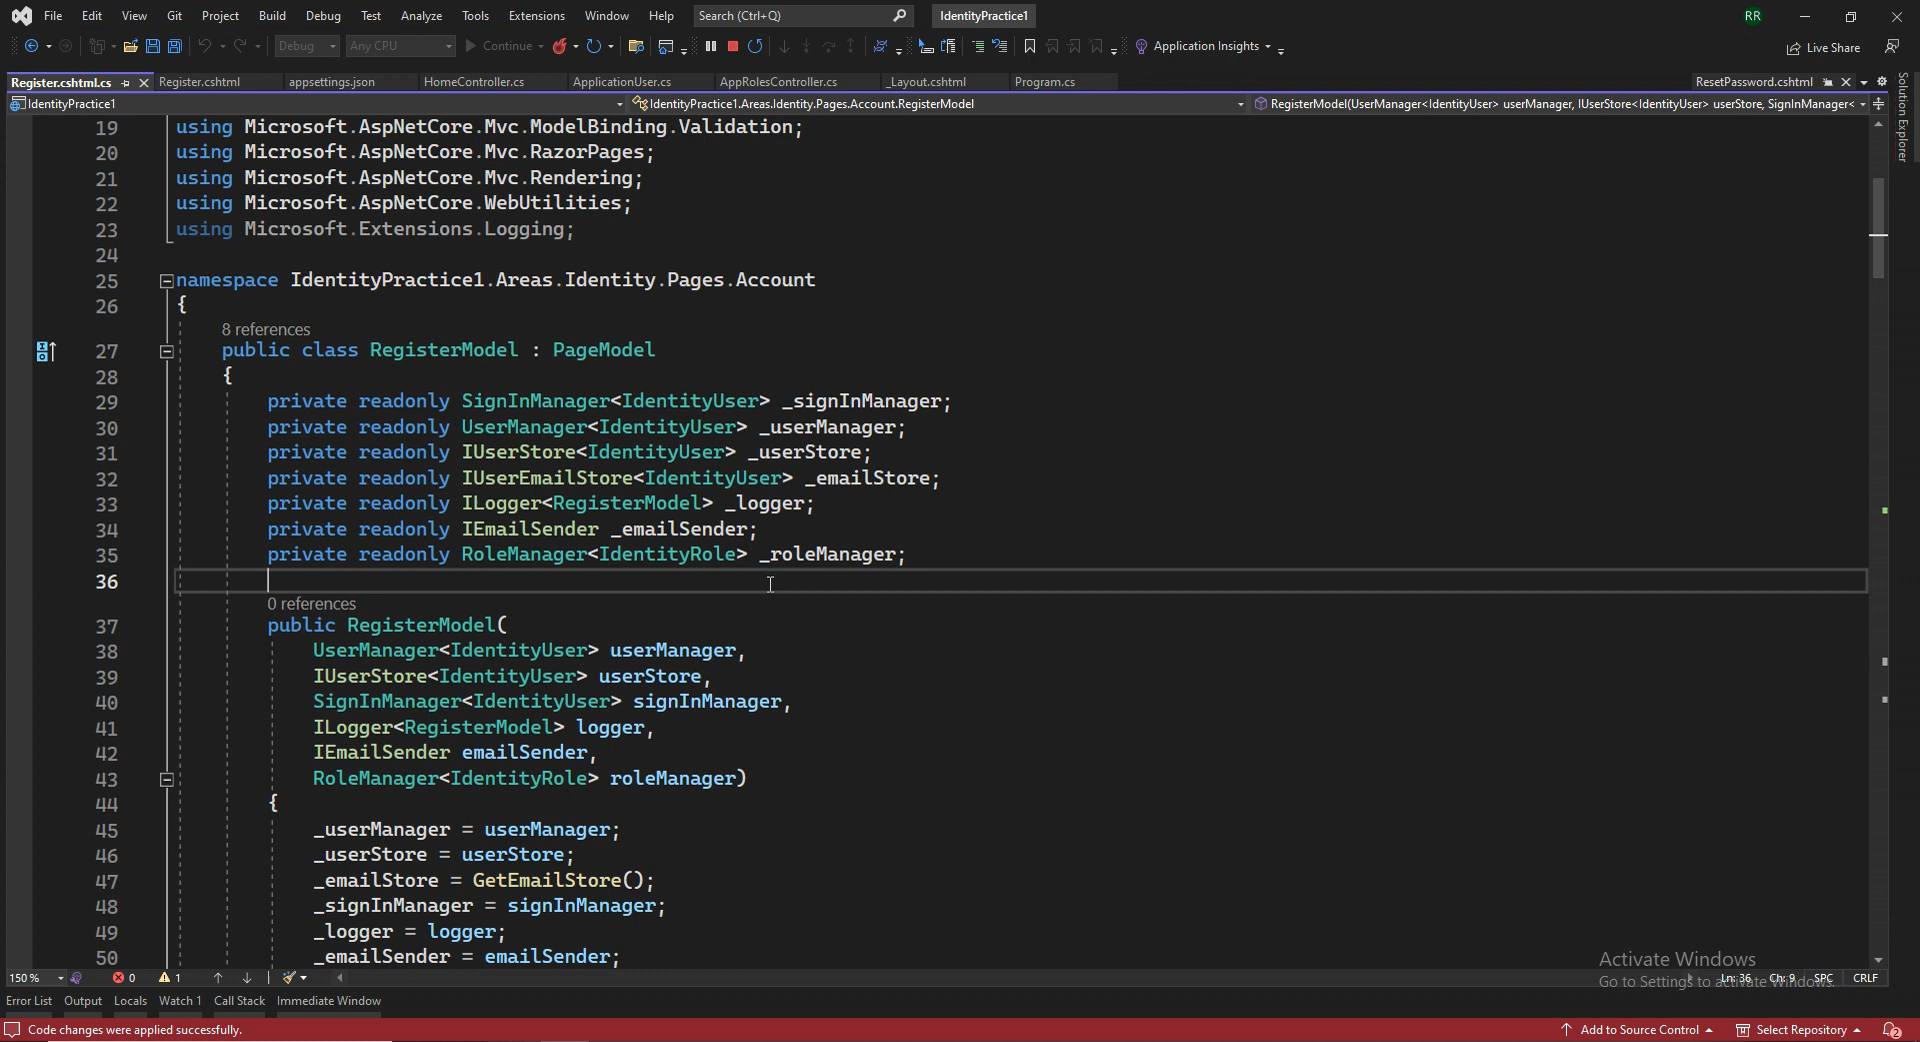 File Edit View Git Project Build Debug Test Analyze Tools Extensions Window Help Search (Ctrl+Q) IdentityPractice1 RR
Debug Any CPU Continue Application Insights Live Share
Register.cshtml.cs Register.cshtml appsettings.json HomeController.cs ApplicationUser.cs AppRolesController.cs _Layout.cshtml Program.cs ResetPassword.cshtml
IdentityPractice1 IdentityPractice1.Areas.Identity.Pages.Account.RegisterModel RegisterModel(UserManager<IdentityUser> userManager, IUserStore<IdentityUser> userStore, SignInManager<
Solution Explorer
19 using Microsoft.AspNetCore.Mvc.ModelBinding.Validation;
20 using Microsoft.AspNetCore.Mvc.RazorPages;
21 using Microsoft.AspNetCore.Mvc.Rendering;
22 using Microsoft.AspNetCore.WebUtilities;
23 using Microsoft.Extensions.Logging;
24
25 namespace IdentityPractice1.Areas.Identity.Pages.Account
26 {
8 references
27 public class RegisterModel : PageModel
28 {
29 private readonly SignInManager<IdentityUser> _signInManager;
30 private readonly UserManager<IdentityUser> _userManager;
31 private readonly IUserStore<IdentityUser> _userStore;
32 private readonly IUserEmailStore<IdentityUser> _emailStore;
33 private readonly ILogger<RegisterModel> _logger;
34 private readonly IEmailSender _emailSender;
35 private readonly RoleManager<IdentityRole> _roleManager;
36
0 references
37 public RegisterModel(
38 UserManager<IdentityUser> userManager,
39 IUserStore<IdentityUser> userStore,
40 SignInManager<IdentityUser> signInManager,
41 ILogger<RegisterModel> logger,
42 IEmailSender emailSender,
43 RoleManager<IdentityRole> roleManager)
44 {
45 _userManager = userManager;
46 _userStore = userStore;
47 _emailStore = GetEmailStore();
48 _signInManager = signInManager;
49 _logger = logger;
50 _emailSender = emailSender;
Activate Windows
Go to Settings to activate Windows.
150 % 0 1 Ln: 36 Ch: 9 SPC CRLF
Error List Output Locals Watch 1 Call Stack Immediate Window
Code changes were applied successfully. Add to Source Control Select Repository 2